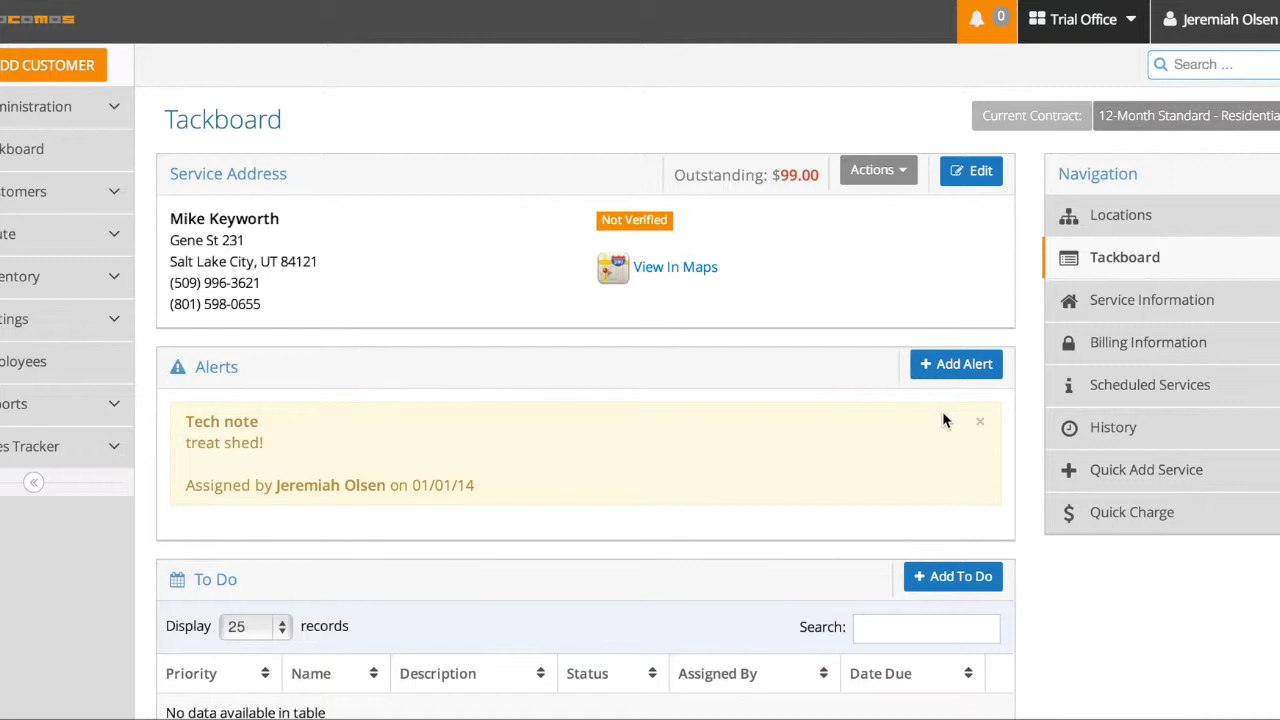 ocomos
0
Trial Office
Jeremiah Olsen
DD CUSTOMER
Search ...
ministration
kboard
stomers
ute
entory
tings
ployees
orts
es Tracker
Tackboard
Current Contract:
12-Month Standard - Residentia
Service Address
Outstanding: $99.00
Actions
Edit
Mike Keyworth
Gene St 231
Salt Lake City, UT 84121
(509) 996-3621
(801) 598-0655
Not Verified
View In Maps
Alerts
+ Add Alert
Tech note
treat shed!
×
Assigned by Jeremiah Olsen on 01/01/14
To Do
+ Add To Do
Display 25 records
Search:
Priority Name Description Status Assigned By Date Due
No data available in table
Navigation
Locations
Tackboard
Service Information
Billing Information
Scheduled Services
History
Quick Add Service
Quick Charge